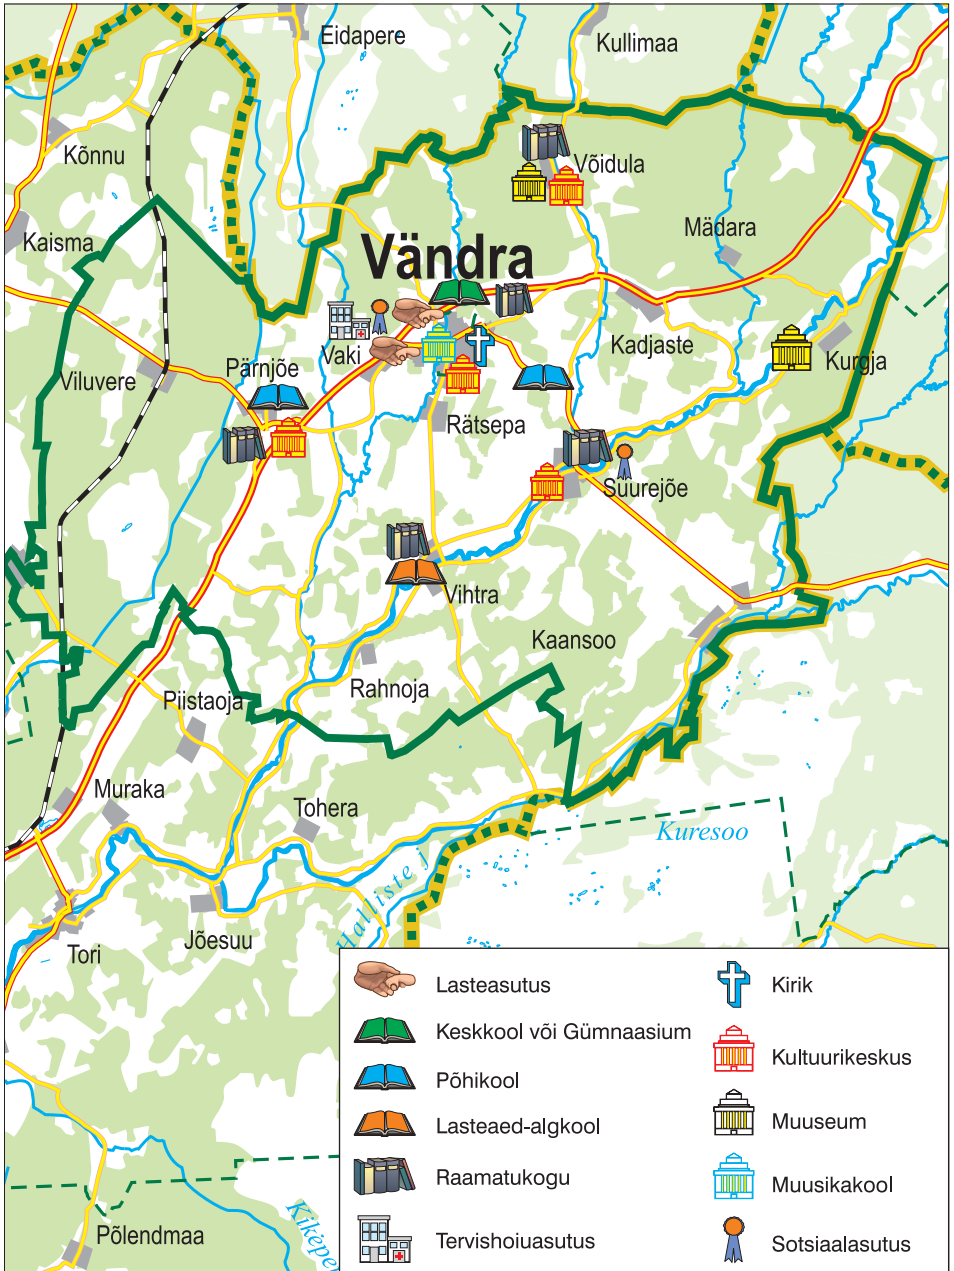 Eidapere
Kullimaa
Kõnnu
Võidula
Kaisma
Mädara
Vändra
Vaki
Kadjaste
Kurgja
Viluvere
Pärnjõe
Rätsepa
Suurejõe
Vihtra
Kaansoo
Rahnoja
Piistaoja
Muraka
Tohera
Kuresoo
Halliste j
Jõesuu
Tori
Põlendmaa
Lasteasutus
Keskkool või Gümnaasium
Põhikool
Lasteaed-algkool
Raamatukogu
Tervishoiuasutus
Kirik
Kultuurikeskus
Muuseum
Muusikakool
Sotsiaalasutus